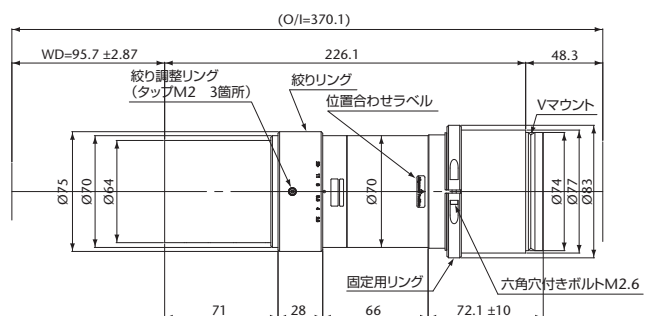 (O/I=370.1)
WD=95.7 ±2.87
226.1
48.3
絞り調整リング
(タップM2 3箇所)
絞りリング
位置合わせラベル
Vマウント
Ø75
Ø70
Ø64
Ø70
Ø74
Ø77
Ø83
固定用リング
六角穴付きボルトM2.6
71
28
66
72.1 ±10